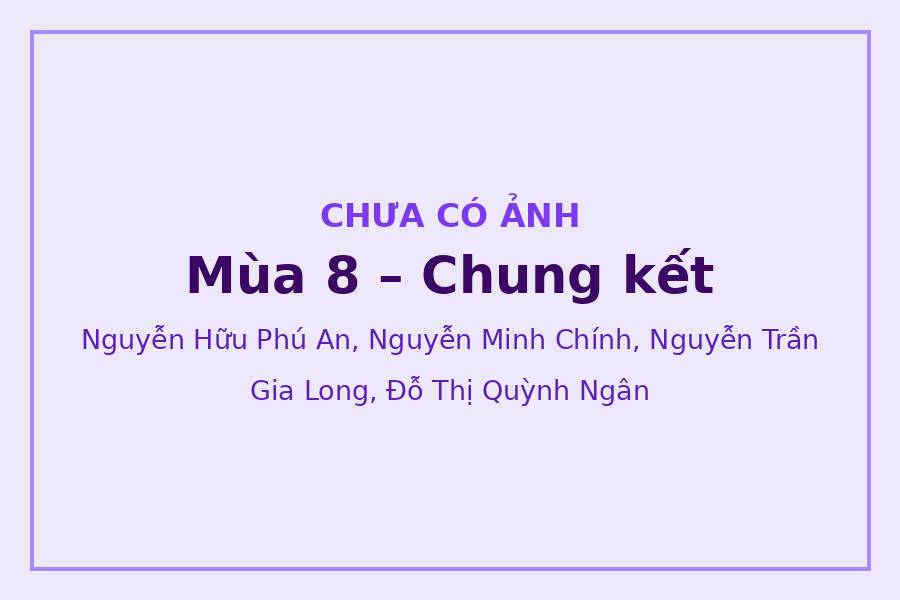 CHƯA CÓ ẢNH
Mùa 8 – Chung kết
Nguyễn Hữu Phú An, Nguyễn Minh Chính, Nguyễn Trần
Gia Long, Đỗ Thị Quỳnh Ngân